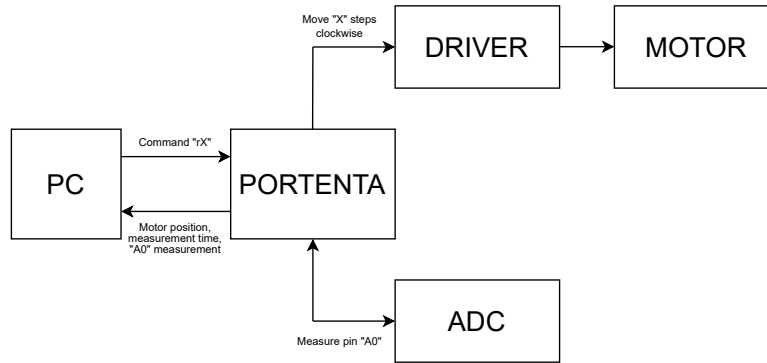 Move "X" steps
clockwise
DRIVER
MOTOR
Command "rX"
PC
PORTENTA
Motor position,
measurement time,
"A0" measurement
Measure pin "A0"
ADC